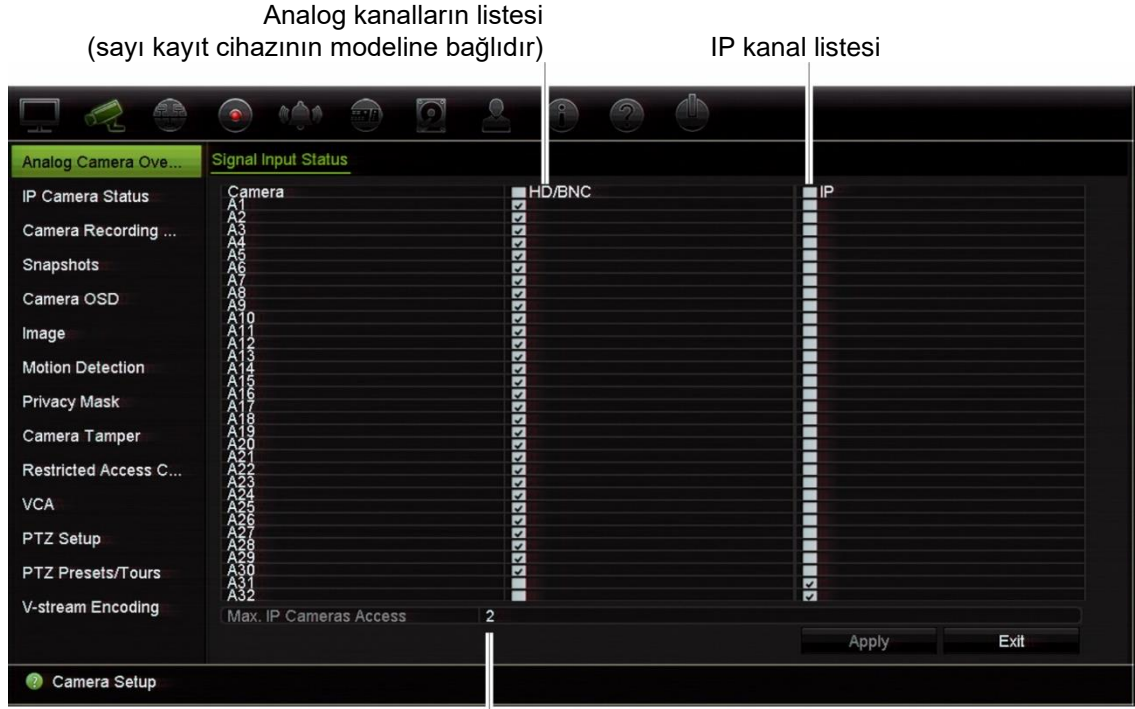 Analog kanalların listesi
(sayı kayıt cihazının modeline bağlıdır)
IP kanal listesi
Analog Camera Ove...
Signal Input Status
IP Camera Status
Camera Recording ...
Snapshots
Camera OSD
Image
Motion Detection
Privacy Mask
Camera Tamper
Restricted Access C...
VCA
PTZ Setup
PTZ Presets/Tours
V-stream Encoding
Camera HD/BNC IP
A1
A2
A3
A4
A5
A6
A7
A8
A9
A10
A11
A12
A13
A14
A15
A16
A17
A18
A19
A20
A21
A22
A23
A24
A25
A26
A27
A28
A29
A30
A31
A32
Max. IP Cameras Access 2
Apply Exit
Camera Setup